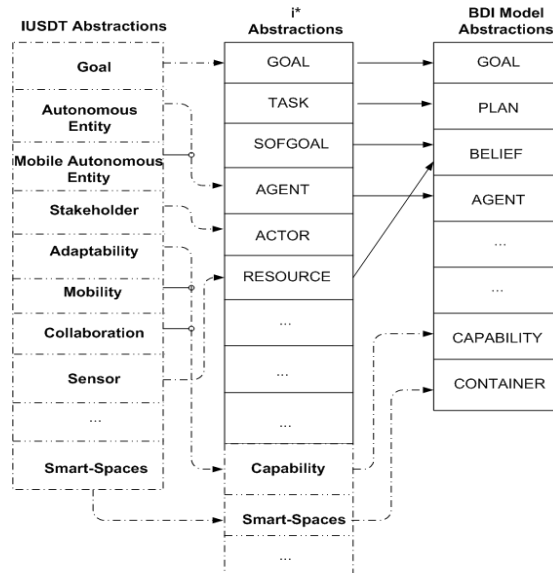 IUSDT Abstractions
Goal
Autonomous
Entity
Mobile Autonomous
Entity
Stakeholder
Adaptability
Mobility
Collaboration
Sensor
...
Smart-Spaces
i*
Abstractions
GOAL
TASK
SOFGOAL
AGENT
ACTOR
RESOURCE
...
...
...
Capability
Smart-Spaces
...
BDI Model
Abstractions
GOAL
PLAN
BELIEF
AGENT
...
...
CAPABILITY
CONTAINER